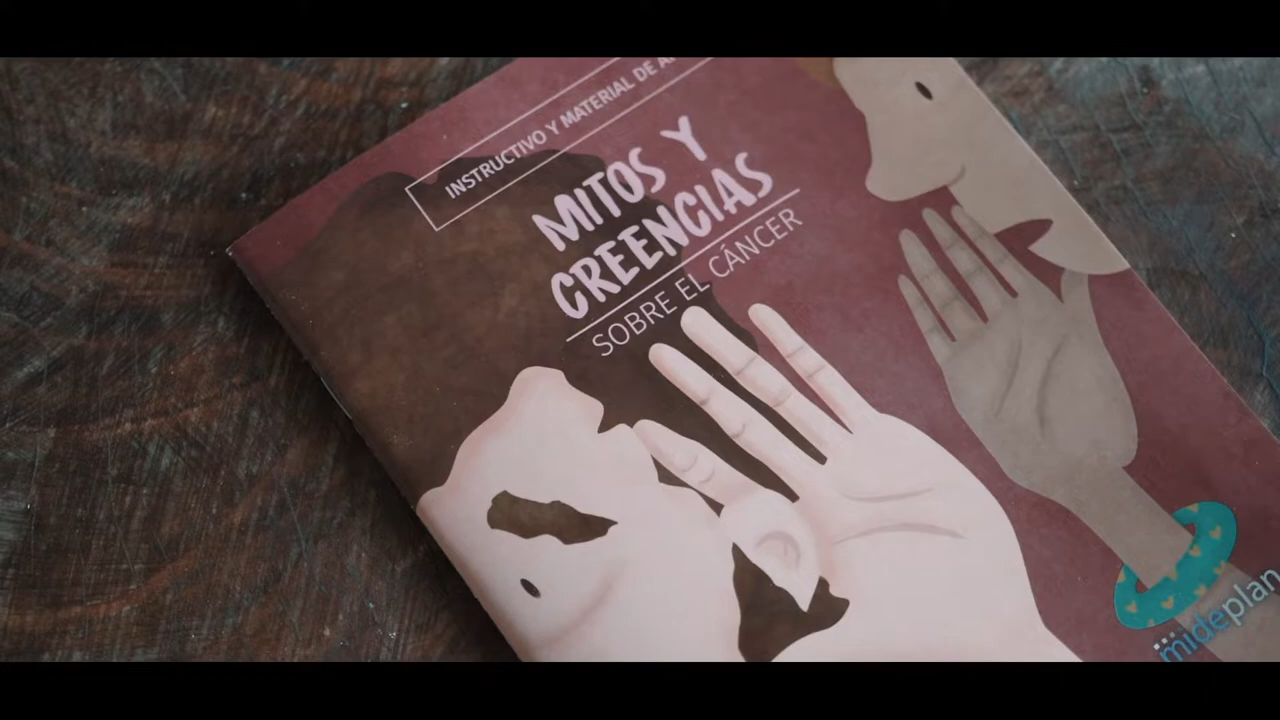 INSTRUCTIVO Y MATERIAL DE
MITOS Y
CREENCIAS
SOBRE EL CÁNCER
mideplan